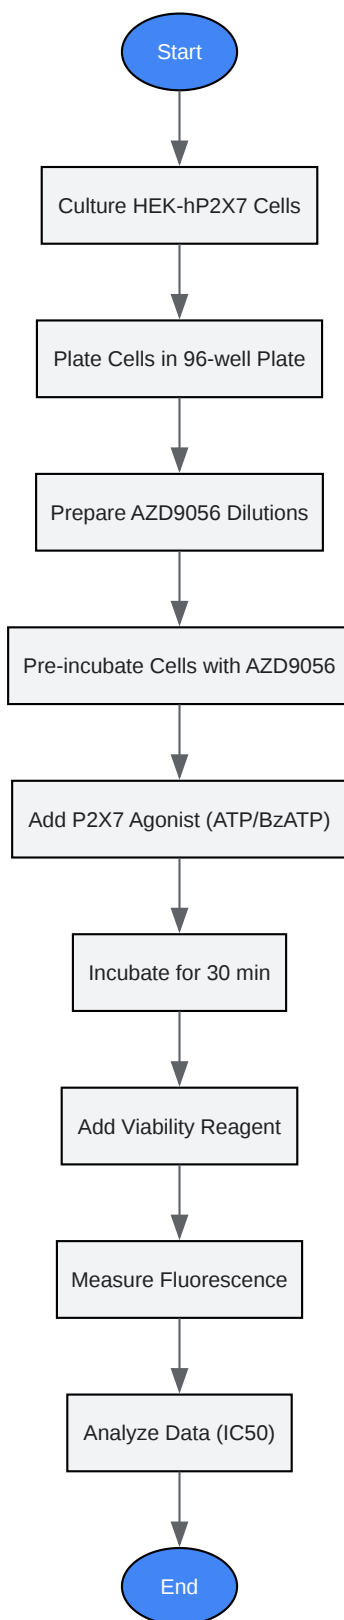 Start
Culture HEK-hP2X7 Cells
Plate Cells in 96-well Plate
Prepare AZD9056 Dilutions
Pre-incubate Cells with AZD9056
Add P2X7 Agonist (ATP/BzATP)
Incubate for 30 min
Add Viability Reagent
Measure Fluorescence
Analyze Data (IC50)
End